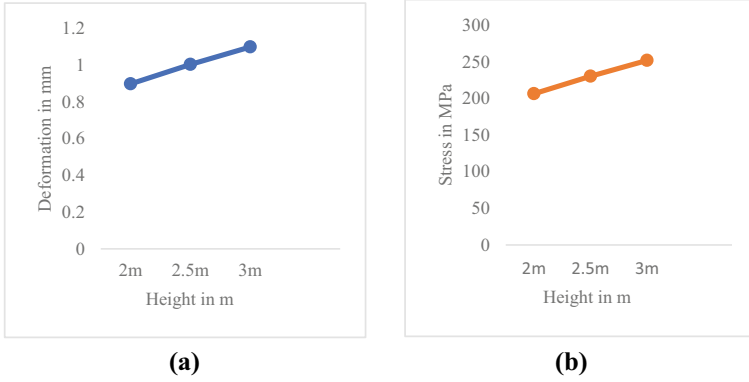 1.2
1
0.8
0.6
0.4
0.2
0
Deformation in mm
2m 2.5m 3m
Height in m
(a)
300
250
200
150
100
50
0
Stress in MPa
2m 2.5m 3m
Height in m
(b)